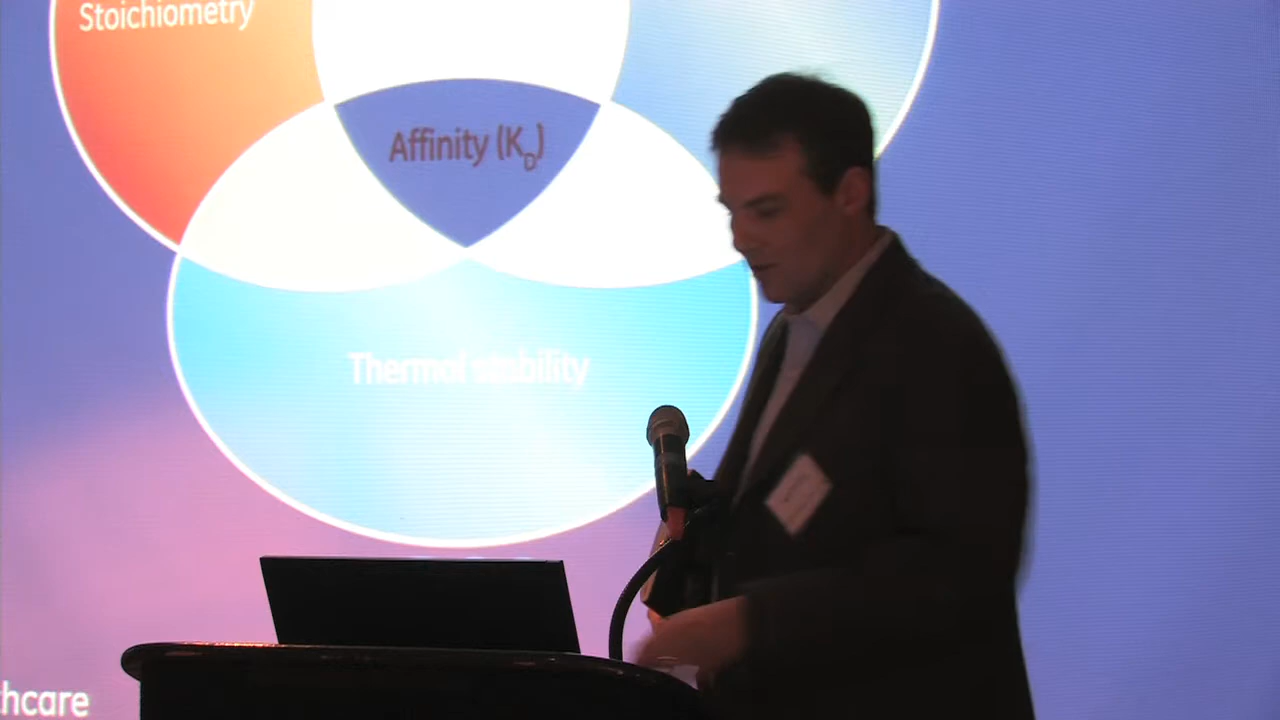 Stoichiometry
Affinity (KD)
Thermal stability
hcare